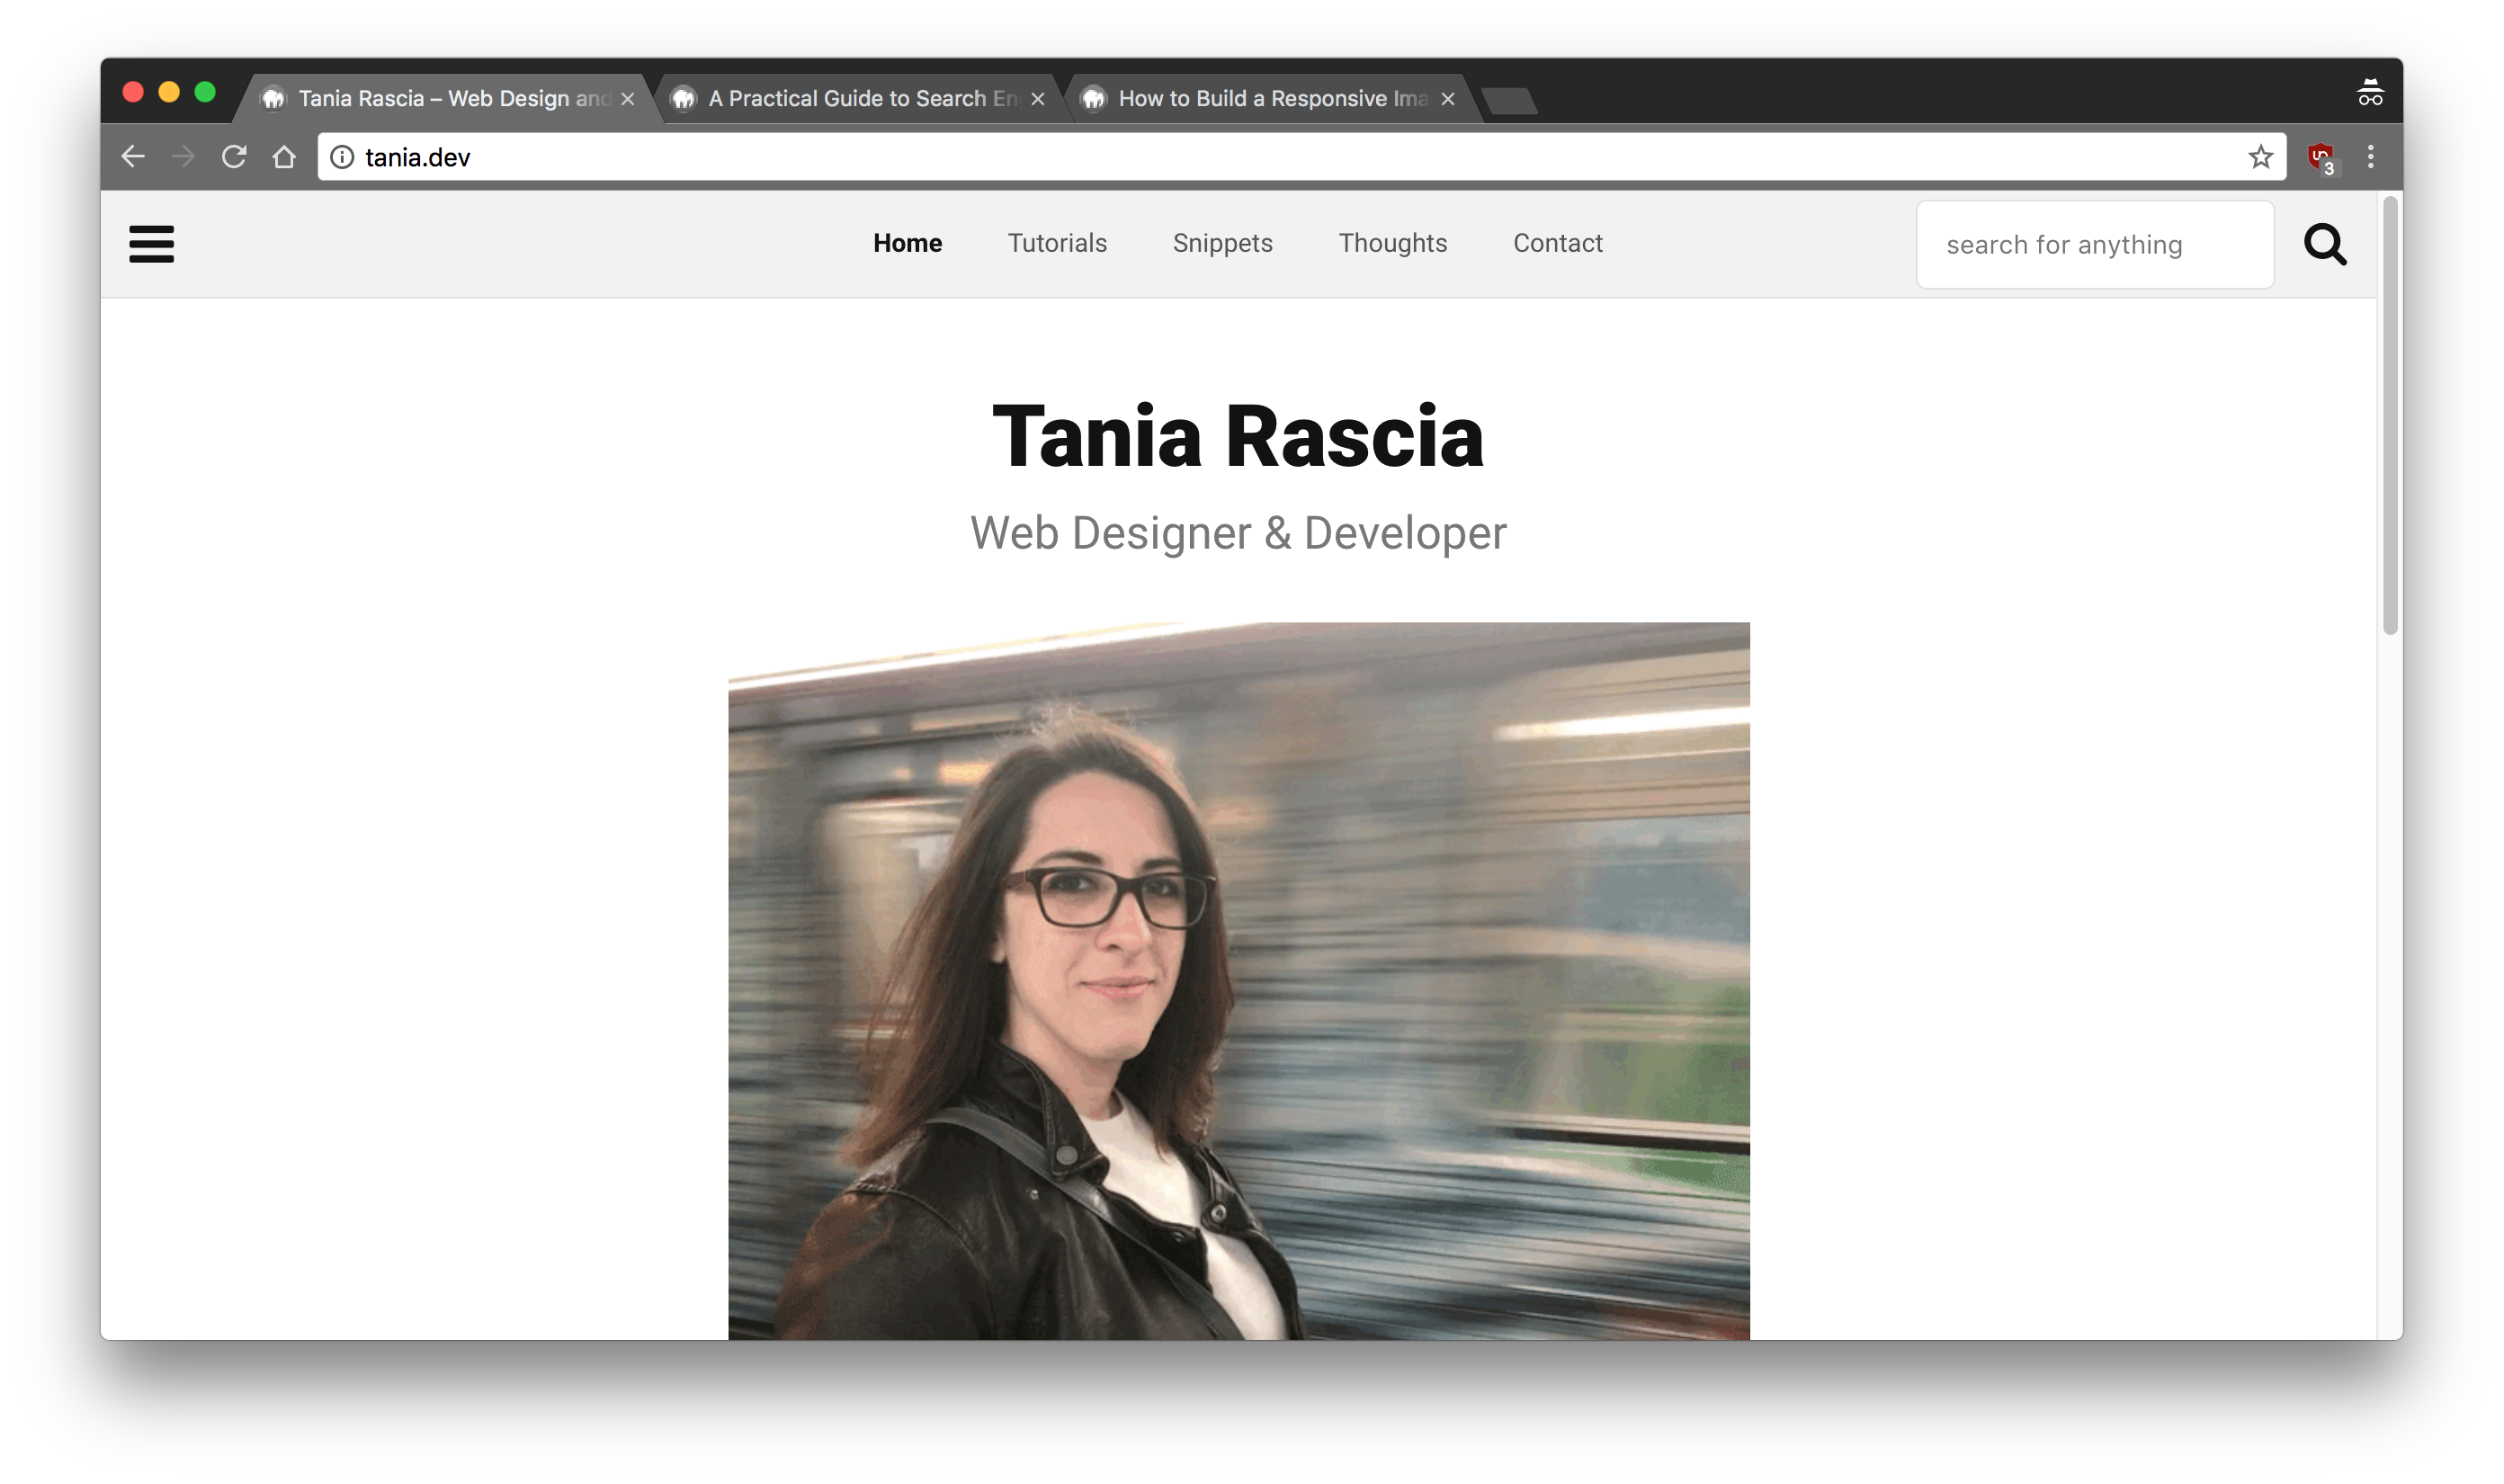 Tania Rascia – Web Design and
A Practical Guide to Search En
How to Build a Responsive Ima
tania.dev
3
Home Tutorials Snippets Thoughts Contact
search for anything
Tania Rascia
Web Designer & Developer